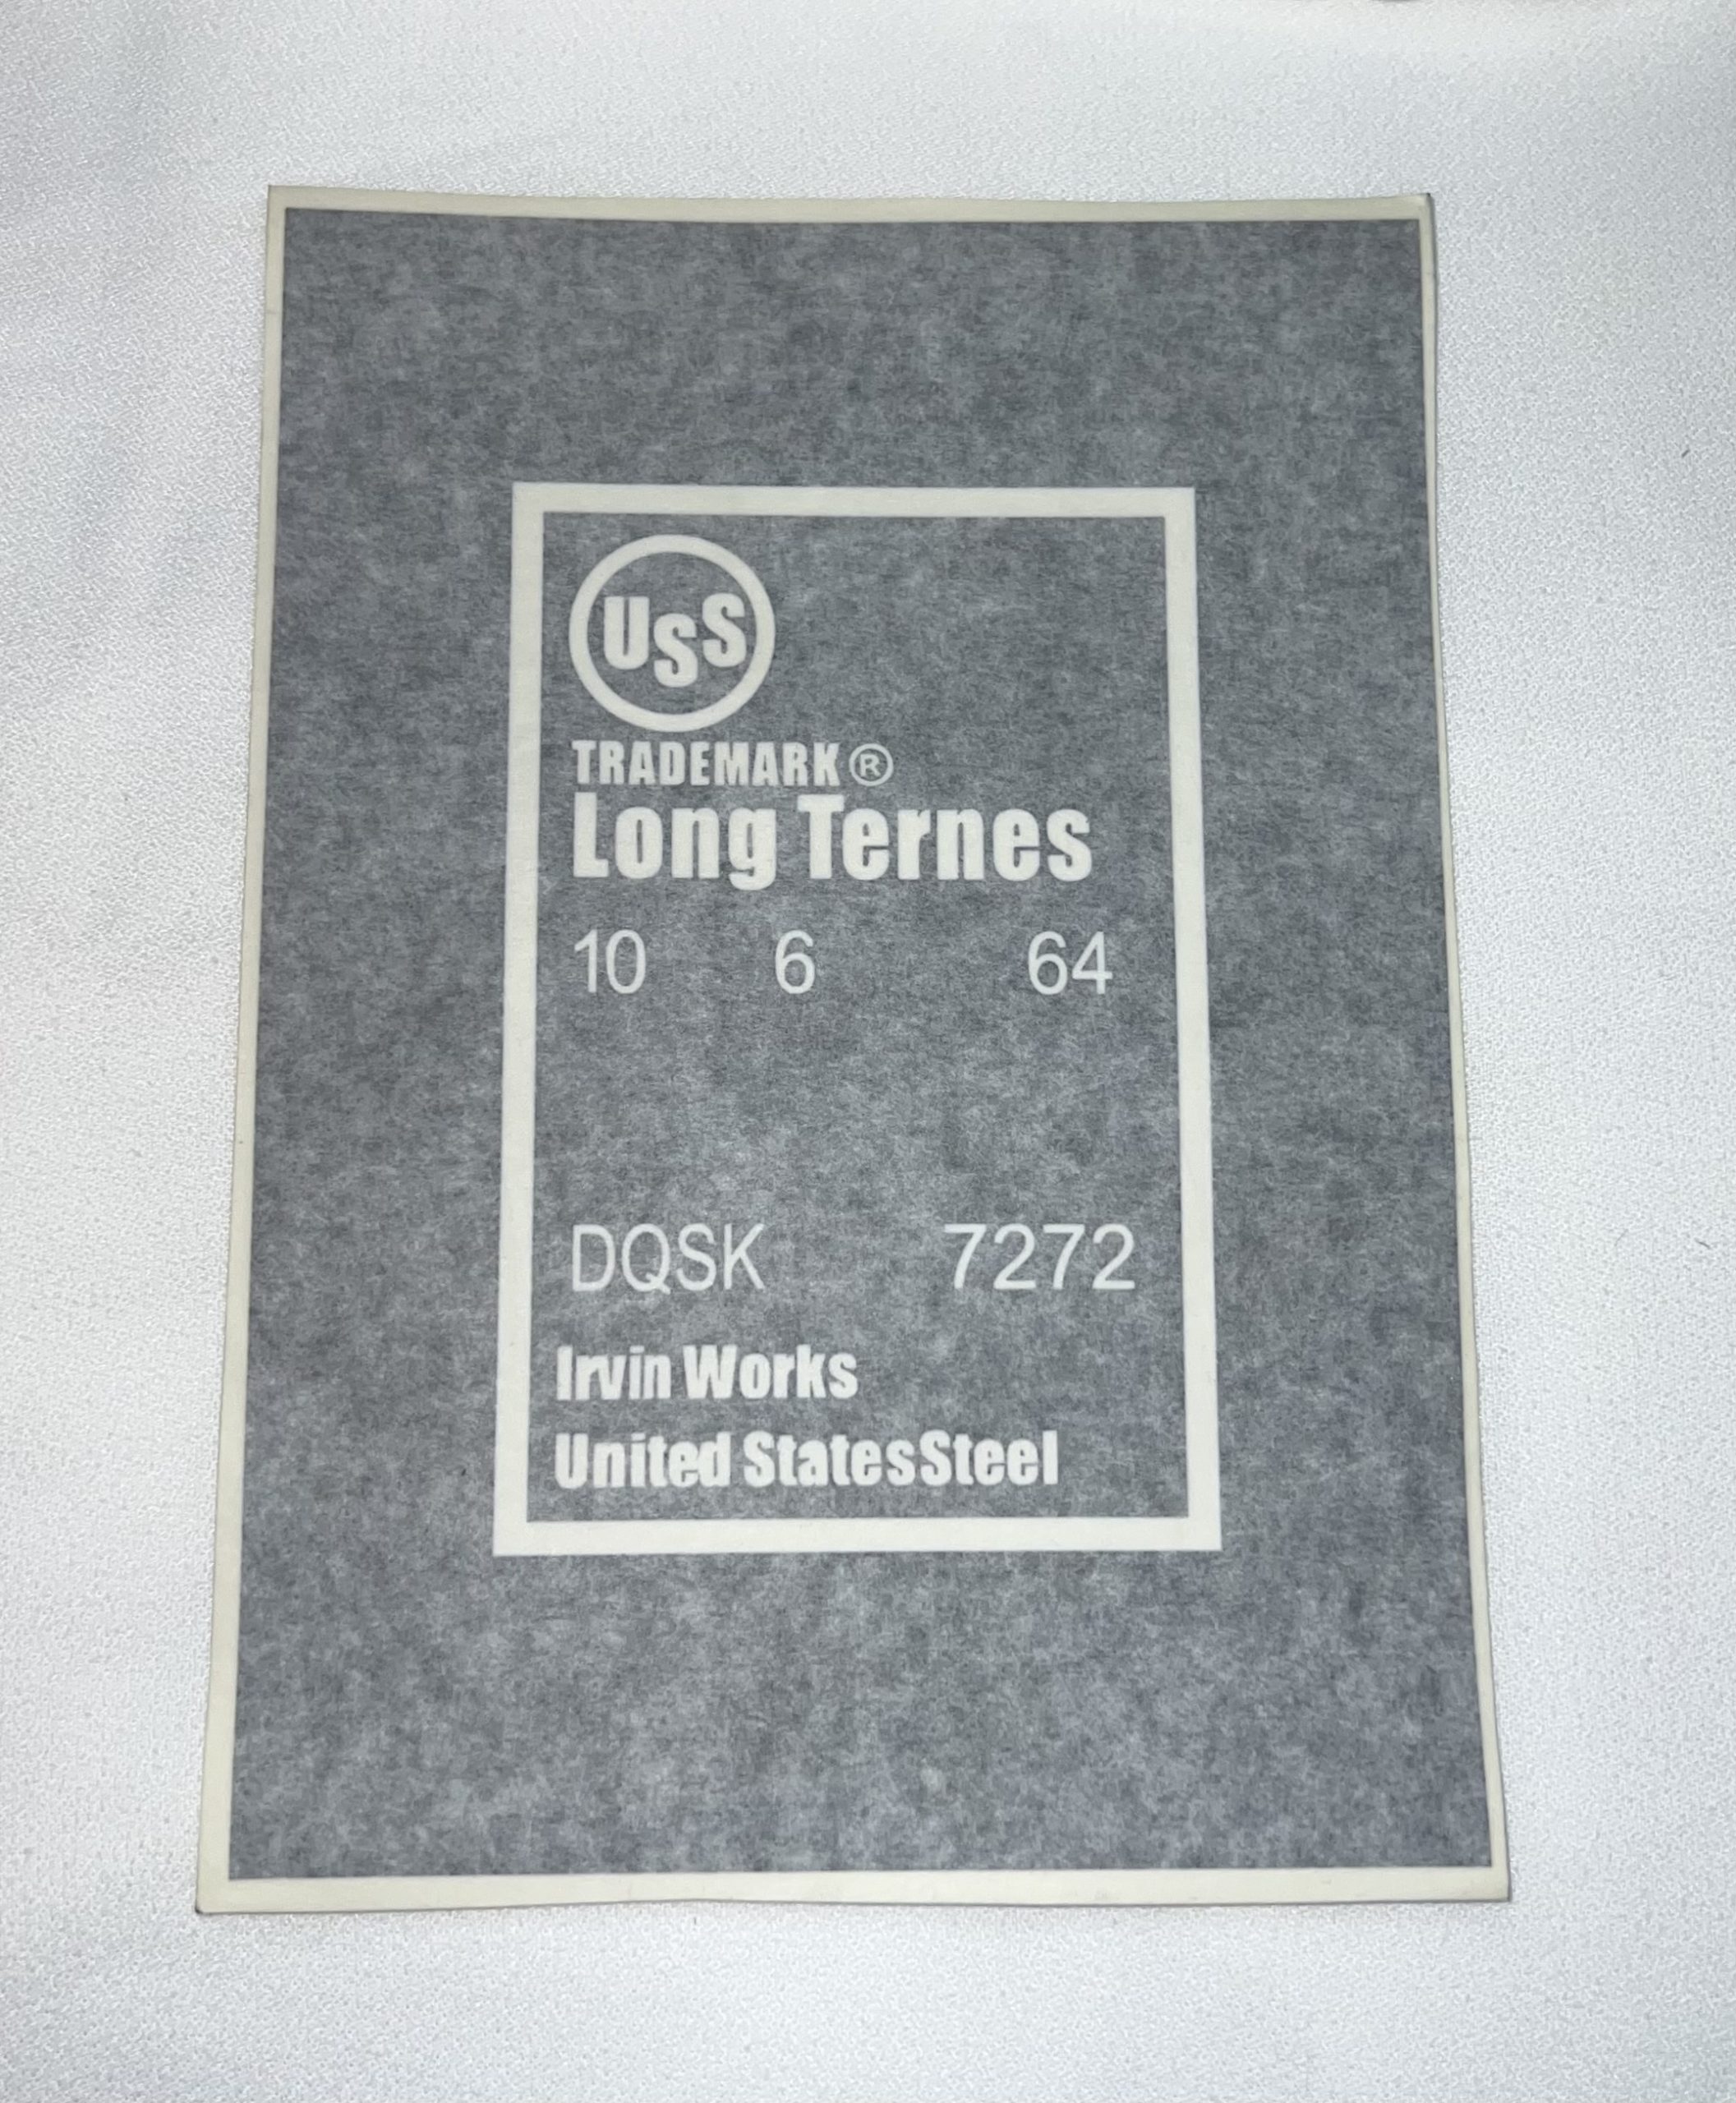 USS
TRADEMARK ®
Long Ternes
10 6 64
DQSK 7272
Irvin Works
United StatesSteel